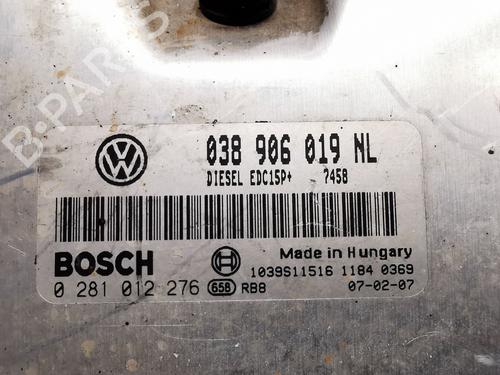 B-PARTS
038 906 019 NL
DIESEL EDC15P+ 7458
BOSCH
Made in Hungary
1039S11516 1184 0369
0 281 012 276 658 RB8 07-02-07